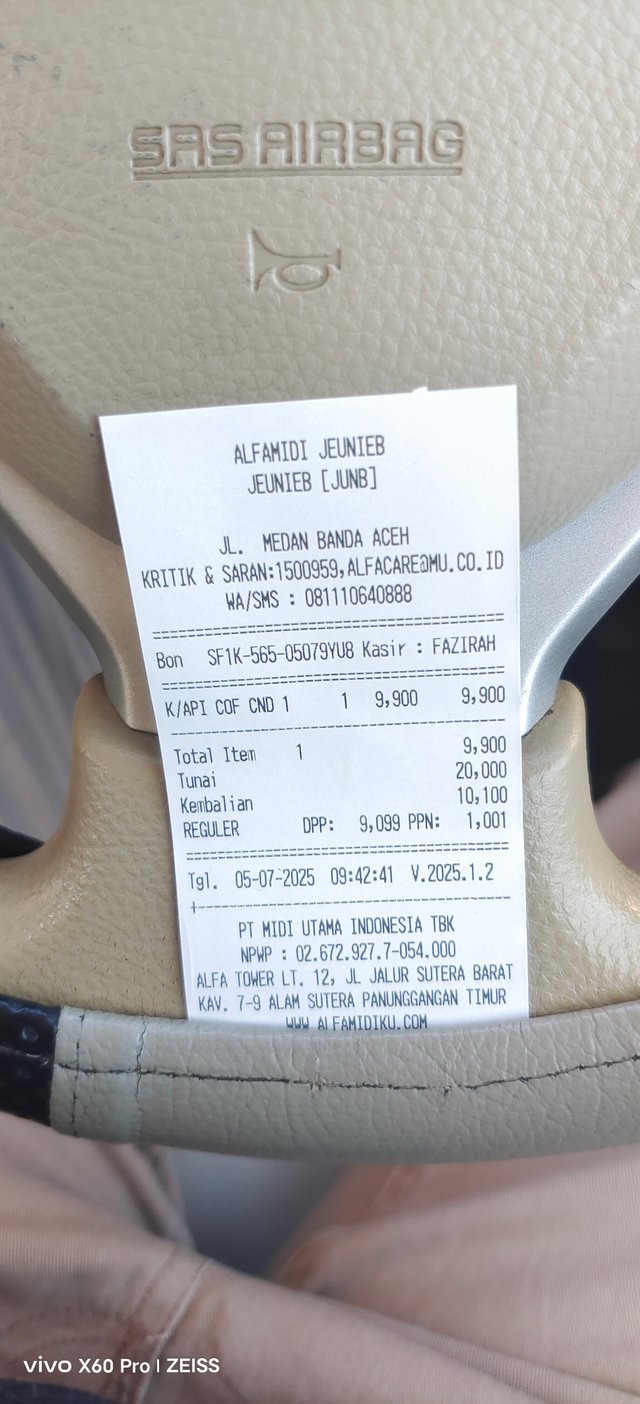 SRS AIRBAG
ALFAMIDI JEUNIEB
JEUNIEB [JUNB]
JL. MEDAN BANDA ACEH
KRITIK & SARAN:1500959,ALFACARE@MU.CO.ID
WA/SMS : 081110640888
Bon SF1K-565-05079YU8 Kasir : FAZIRAH
K/API COF CND 1 1 9,900 9,900
Total Item 1 9,900
Tunai 20,000
Kembalian 10,100
REGULER DPP: 9,099 PPN: 1,001
Tgl. 05-07-2025 09:42:41 V.2025.1.2
PT MIDI UTAMA INDONESIA TBK
NPWP : 02.672.927.7-054.000
ALFA TOWER LT. 12, JL JALUR SUTERA BARAT
KAV. 7-9 ALAM SUTERA PANUNGGANGAN TIMUR
WWW.ALFAMIDIKU.COM
vivo X60 Pro | ZEISS